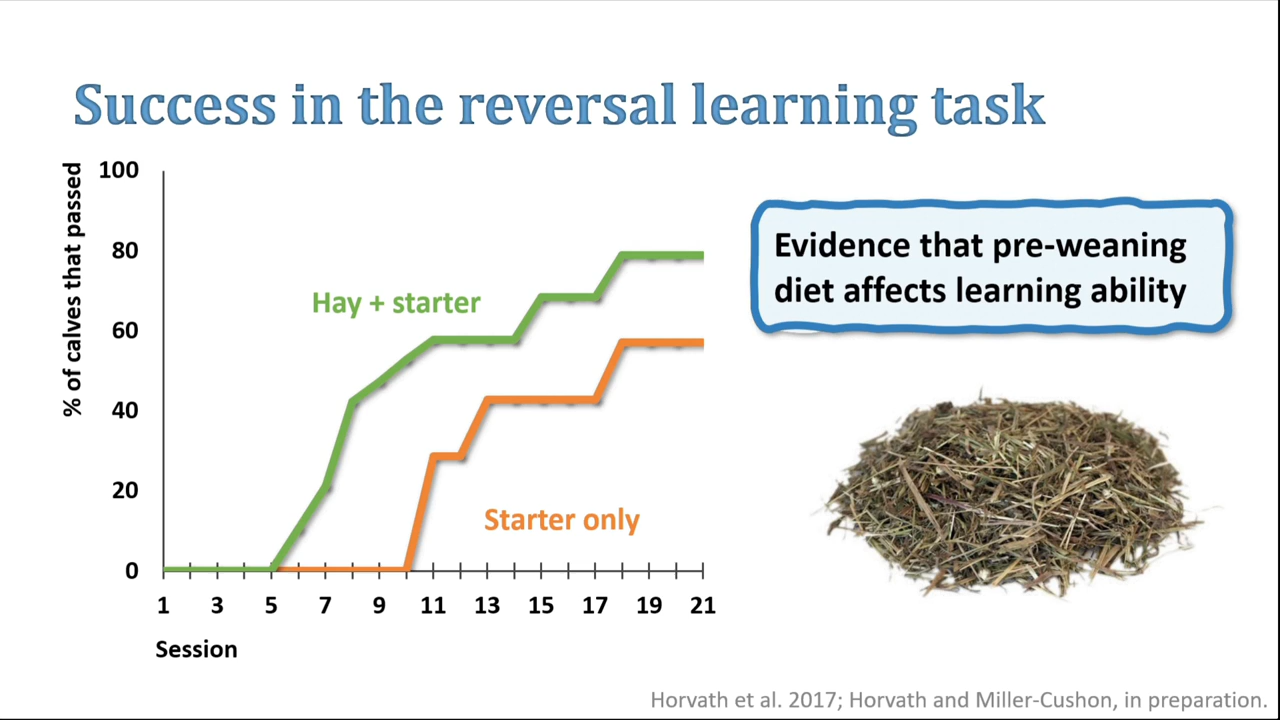 Success in the reversal learning task
% of calves that passed
100
80
60
40
20
0
Hay + starter
Starter only
1 3 5 7 9 11 13 15 17 19 21
Session
Evidence that pre-weaning
diet affects learning ability
Horvath et al. 2017; Horvath and Miller-Cushon, in preparation.